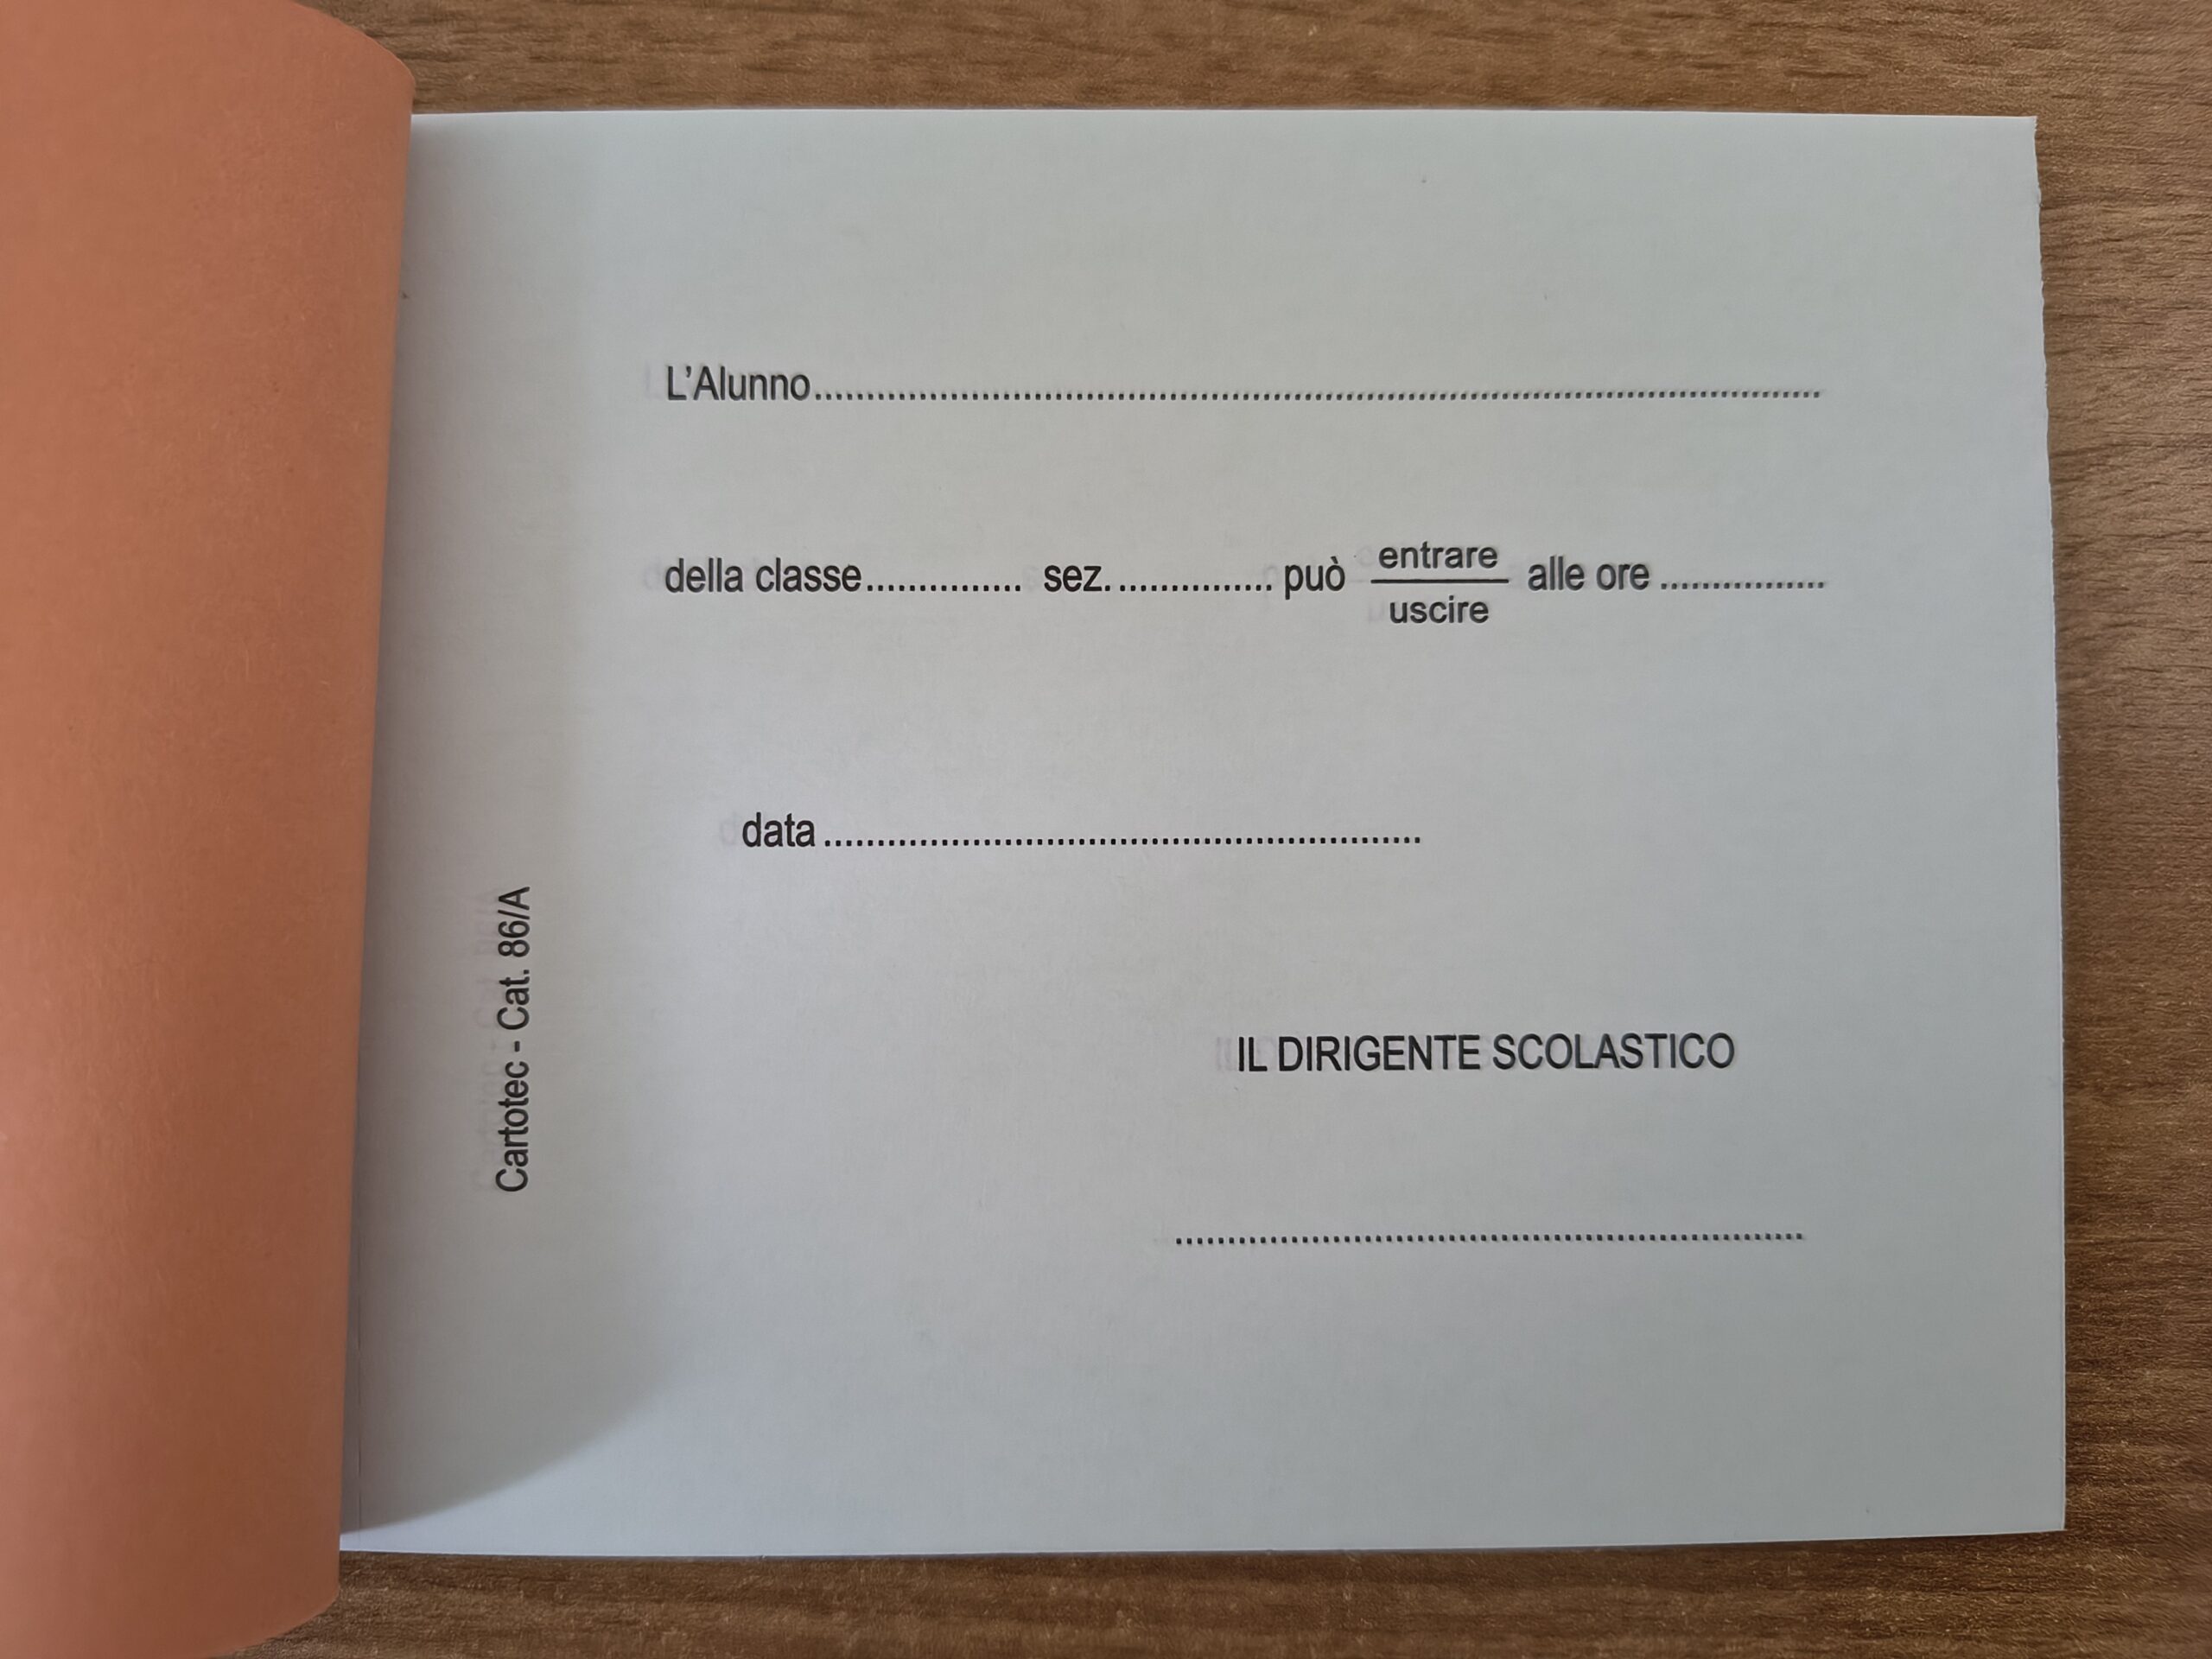 L'Alunno....................................................................................................
della classe............... sez. ............... può entrare alle ore ................
uscire
data ............................................................
IL DIRIGENTE SCOLASTICO
...............................................................
Cartotec - Cat. 86/A